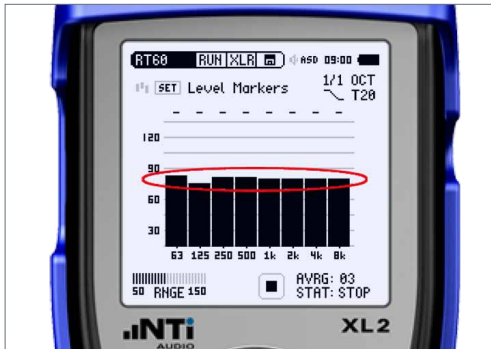 RT60 RUN XLR ASD 09:00
SET Level Markers 1/1 OCT
T20
- - - - - - - -
120
90
60
30
63 125 250 500 1k 2k 4k 8k
50 RNGE 150
AVRG: 03
STAT: STOP
NTi
AUDIO
XL2